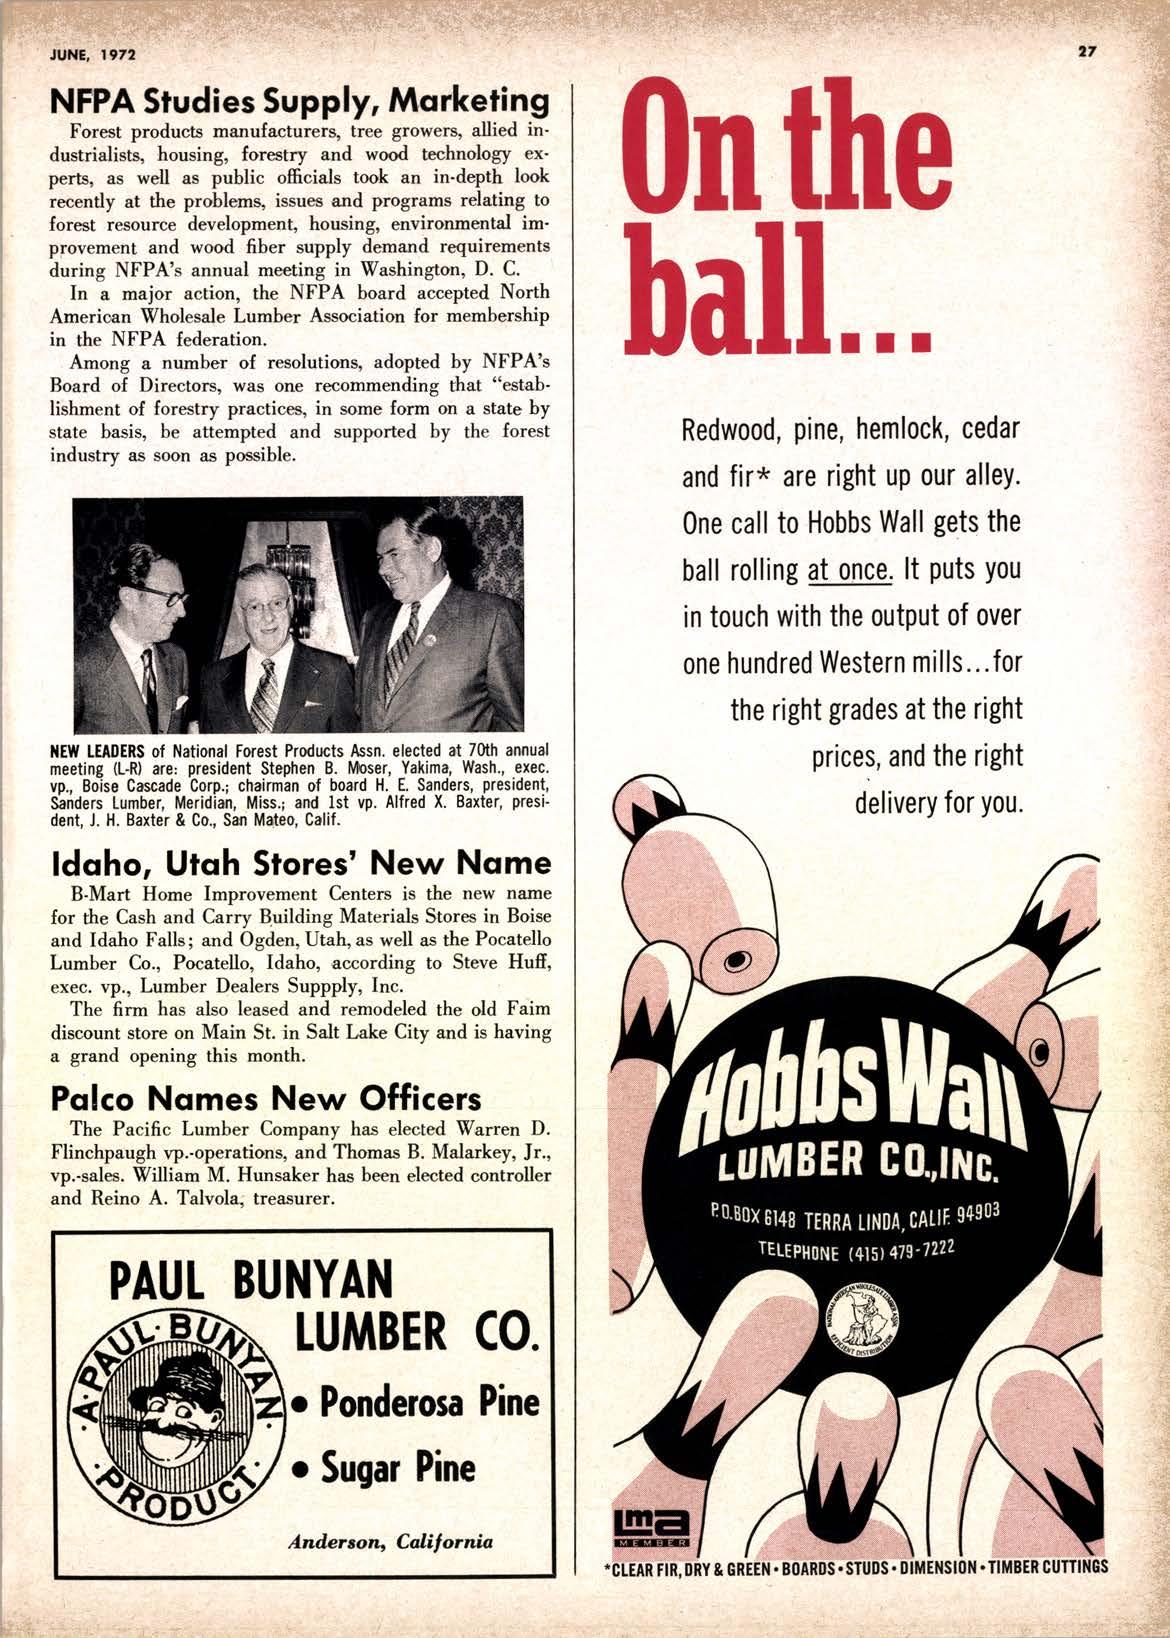 JUNE, 1972
27
NFPA Studies Supply, Marketing
Forest products manufacturers, tree growers, allied in-
dustrialists, housing, forestry and wood technology ex-
perts, as well as public officials took an in-depth look
recently at the problems, issues and programs relating to
forest resource development, housing, environmental im-
provement and wood fiber supply demand requirements
during NFPA's annual meeting in Washington, D. C.
In a major action, the NFPA board accepted North
American Wholesale Lumber Association for membership
in the NFPA federation.
Among a number of resolutions, adopted by NFPA's
Board of Directors, was one recommending that “estab-
lishment of forestry practices, in some form on a state by
state basis, be attempted and supported by the forest
industry as soon as possible.
NEW LEADERS of National Forest Products Assn. elected at 70th annual
meeting (L-R) are: president Stephen B. Moser, Yakima, Wash., exec.
vp., Boise Cascade Corp.; chairman of board H. E. Sanders, president,
Sanders Lumber, Meridian, Miss.; and 1st vp. Alfred X. Baxter, presi-
dent, J. H. Baxter & Co., San Mateo, Calif.
Idaho, Utah Stores' New Name
B-Mart Home Improvement Centers is the new name
for the Cash and Carry Building Materials Stores in Boise
and Idaho Falls; and Ogden, Utah, as well as the Pocatello
Lumber Co., Pocatello, Idaho, according to Steve Huff,
exec. vp., Lumber Dealers Suppply, Inc.
The firm has also leased and remodeled the old Faim
discount store on Main St. in Salt Lake City and is having
a grand opening this month.
Palco Names New Officers
The Pacific Lumber Company has elected Warren D.
Flinchpaugh vp.-operations, and Thomas B. Malarkey, Jr.,
vp.-sales. William M. Hunsaker has been elected controller
and Reino A. Talvola, treasurer.
PAUL BUNYAN
LUMBER CO.
A·PAUL·BUNYAN·
PRODUCT
• Ponderosa Pine
• Sugar Pine
Anderson, California
On the
ball...
Redwood, pine, hemlock, cedar
and fir* are right up our alley.
One call to Hobbs Wall gets the
ball rolling at once. It puts you
in touch with the output of over
one hundred Western mills...for
the right grades at the right
prices, and the right
delivery for you.
Hobbs Wall
LUMBER CO.,INC.
P.O.BOX 6148 TERRA LINDA, CALIF. 94903
TELEPHONE (415) 479-7222
NATIONAL AMERICAN WHOLESALE LUMBER ASSN.
EFFICIENT DISTRIBUTION
lma
MEMBER
*CLEAR FIR, DRY & GREEN • BOARDS • STUDS • DIMENSION • TIMBER CUTTINGS